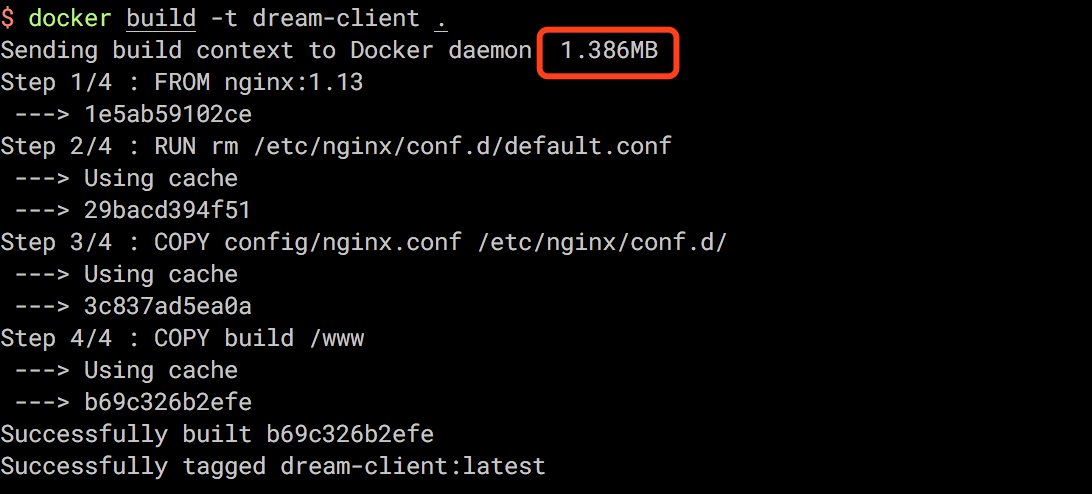 $ docker build -t dream-client .
Sending build context to Docker daemon  1.386MB
Step 1/4 : FROM nginx:1.13
 ---> 1e5ab59102ce
Step 2/4 : RUN rm /etc/nginx/conf.d/default.conf
 ---> Using cache
 ---> 29bacd394f51
Step 3/4 : COPY config/nginx.conf /etc/nginx/conf.d/
 ---> Using cache
 ---> 3c837ad5ea0a
Step 4/4 : COPY build /www
 ---> Using cache
 ---> b69c326b2efe
Successfully built b69c326b2efe
Successfully tagged dream-client:latest